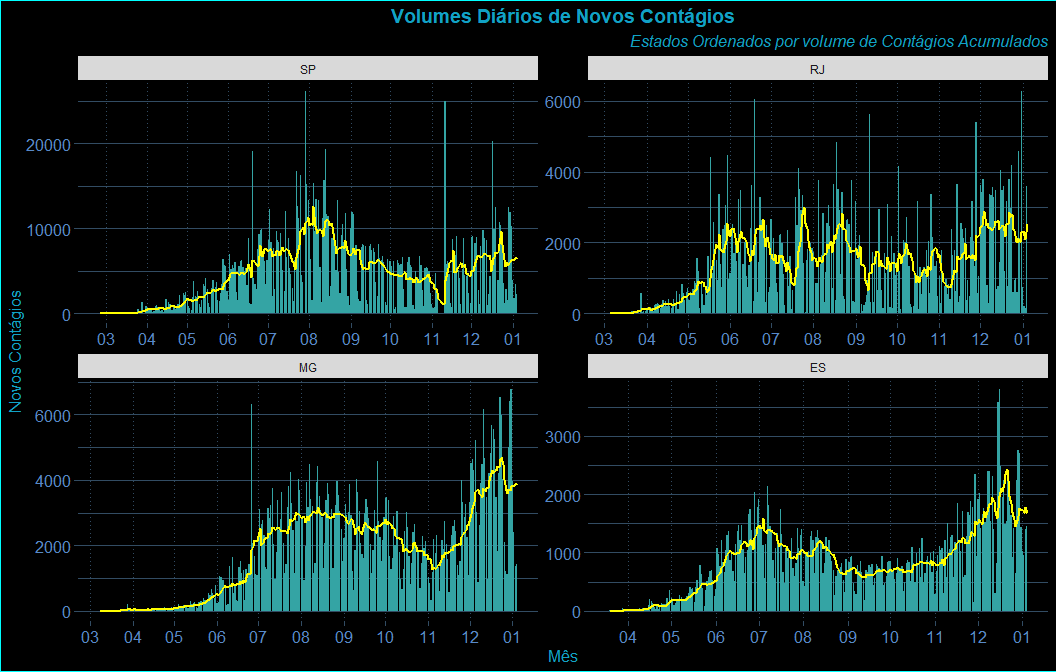 Volumes Diários de Novos Contágios
Estados Ordenados por volume de Contágios Acumulados
SP
20000
10000
0
03 04 05 06 07 08 09 10 11 12 01
RJ
6000
4000
2000
0
03 04 05 06 07 08 09 10 11 12 01
Novos Contágios
MG
6000
4000
2000
0
03 04 05 06 07 08 09 10 11 12 01
ES
3000
2000
1000
0
04 05 06 07 08 09 10 11 12 01
Mês